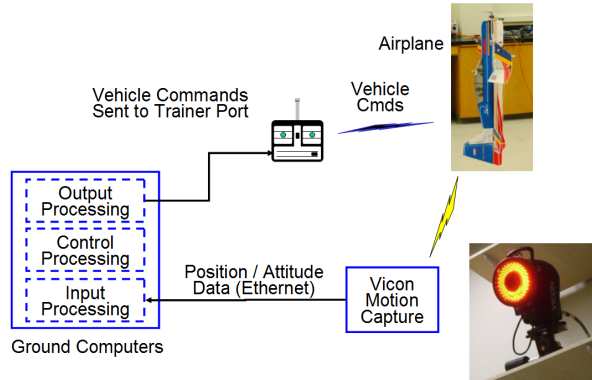 Airplane
Vehicle Commands
Sent to Trainer Port
Vehicle
Cmds
Output
Processing
Control
Processing
Input
Processing
Position / Attitude
Data (Ethernet)
Vicon
Motion
Capture
Ground Computers
VICON